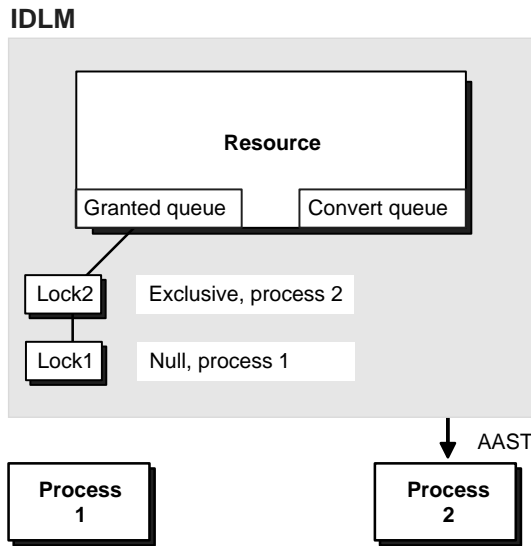 IDLM
Resource
Granted queue
Convert queue
Lock2
Exclusive, process 2
Lock1
Null, process 1
AAST
Process
1
Process
2